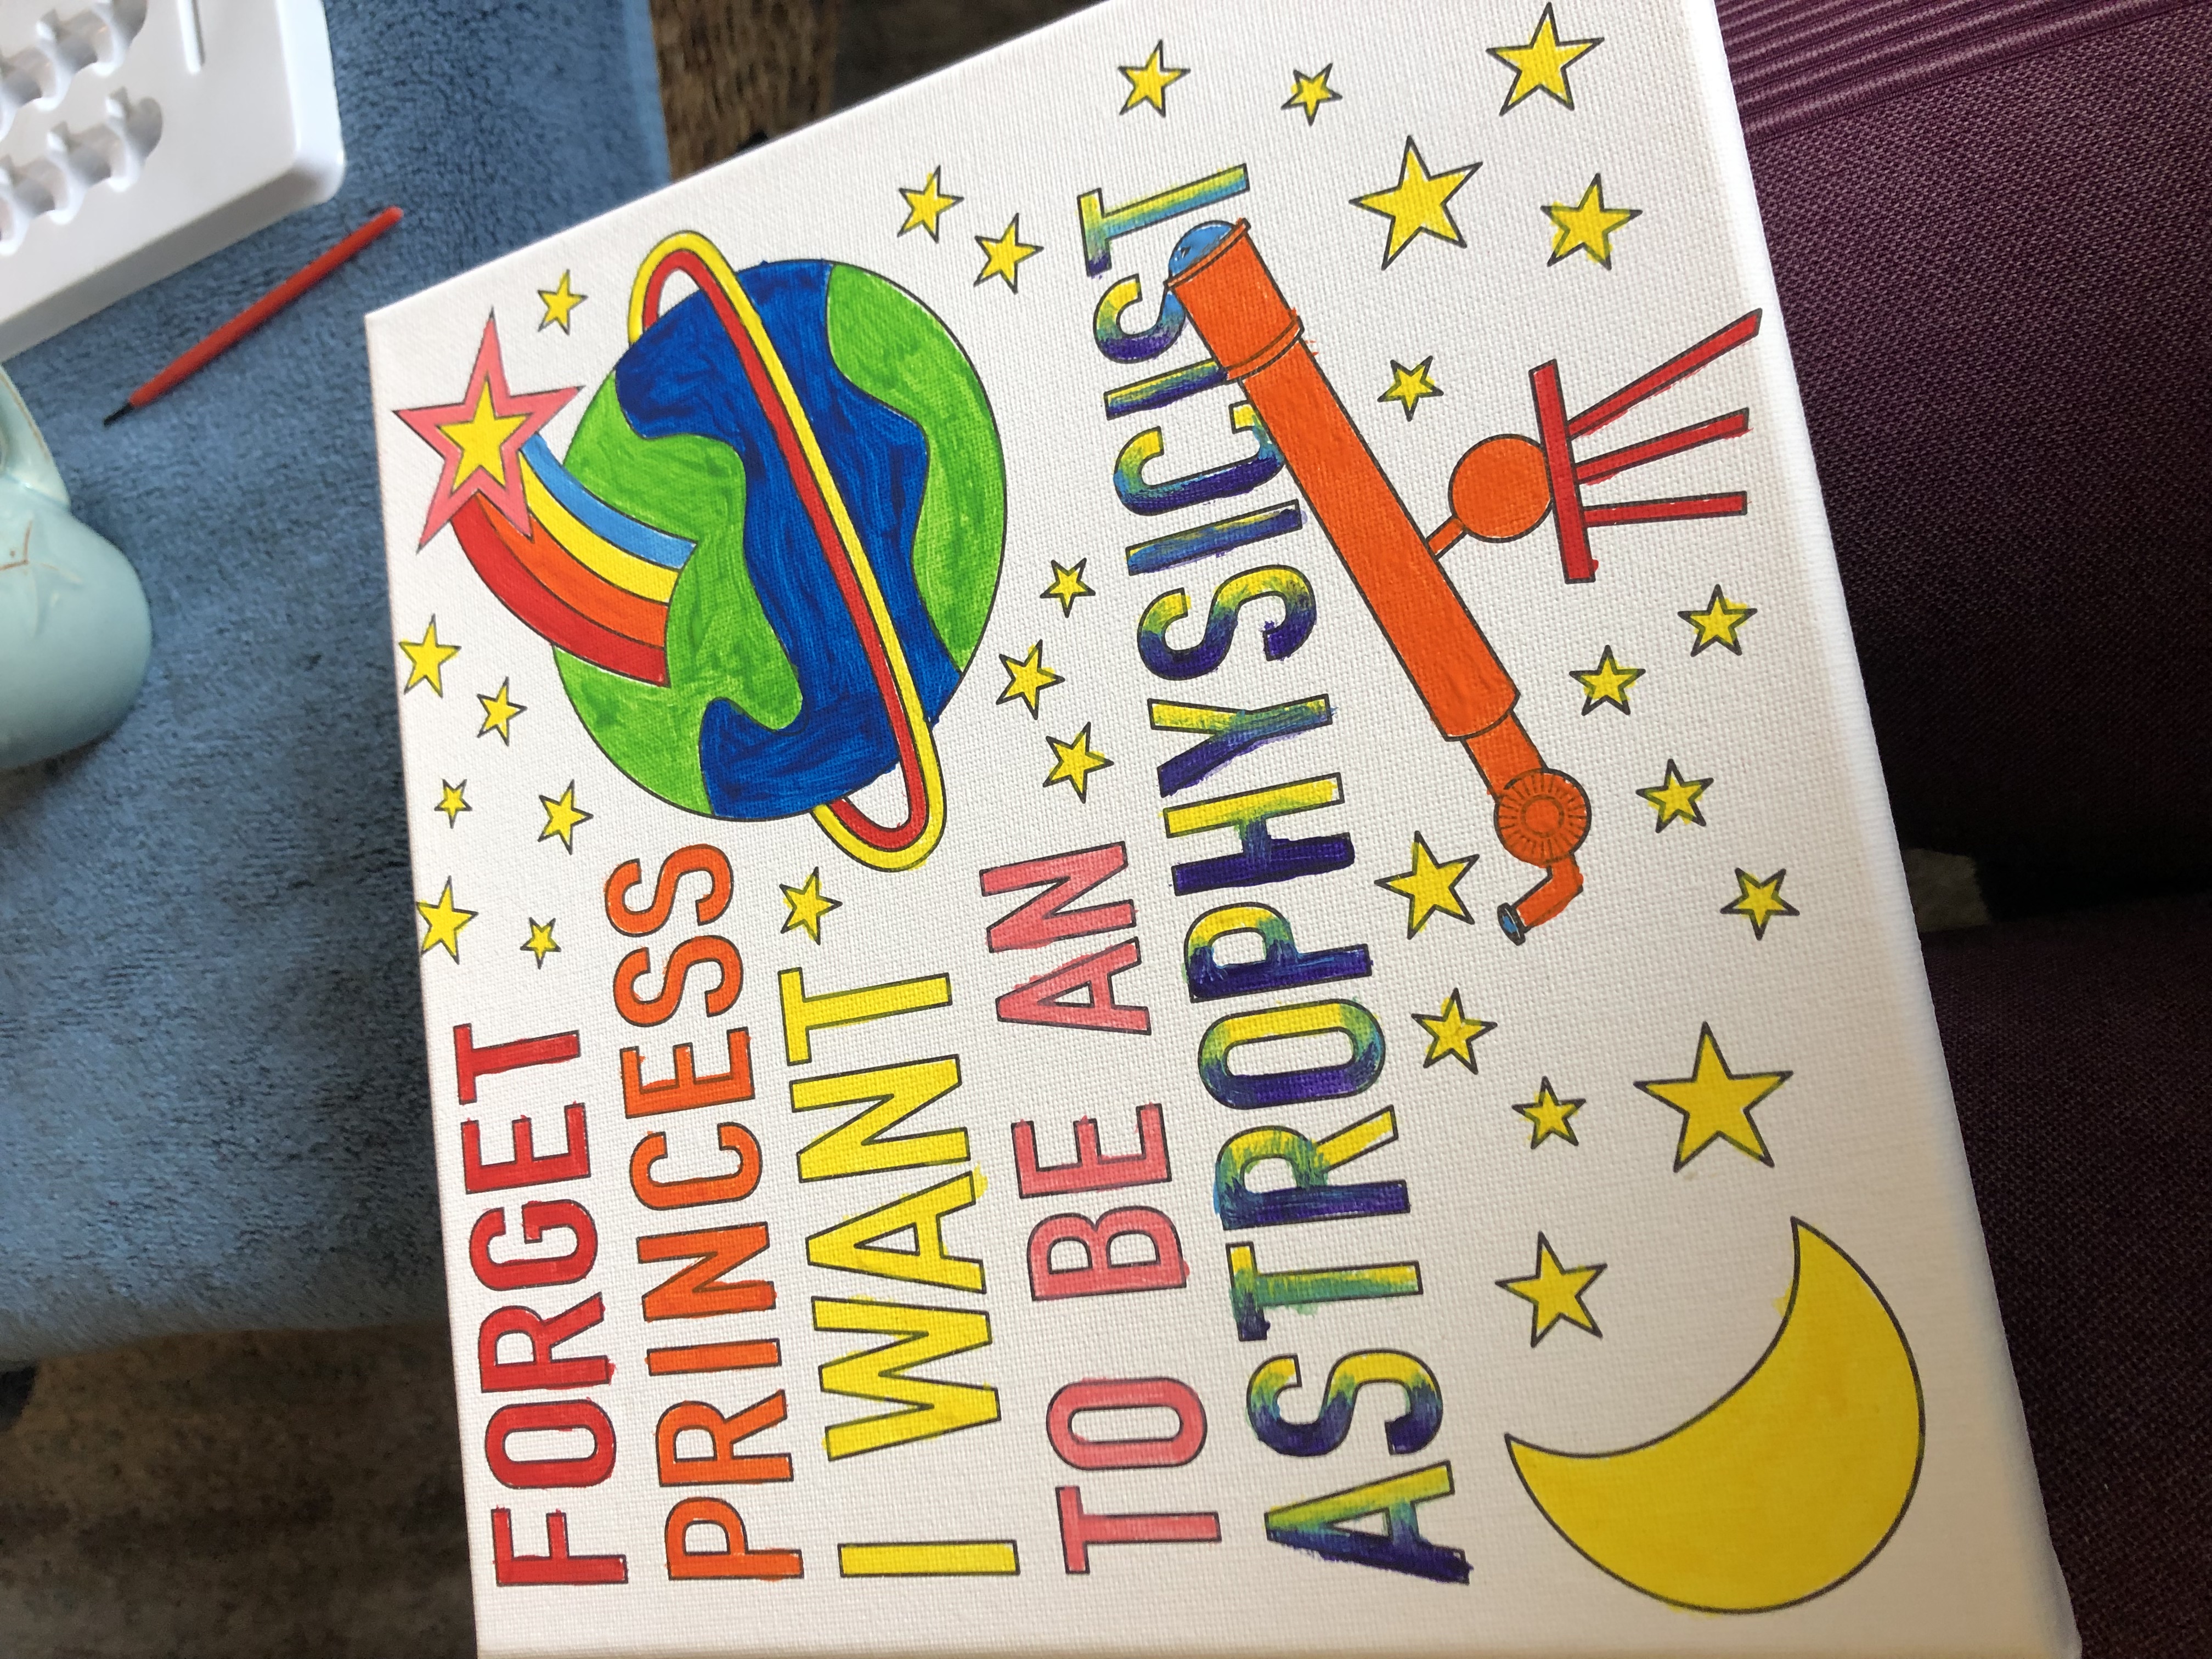 FORGET
PRINCESS
I WANT
TO BE AN
ASTROPHYSICIST